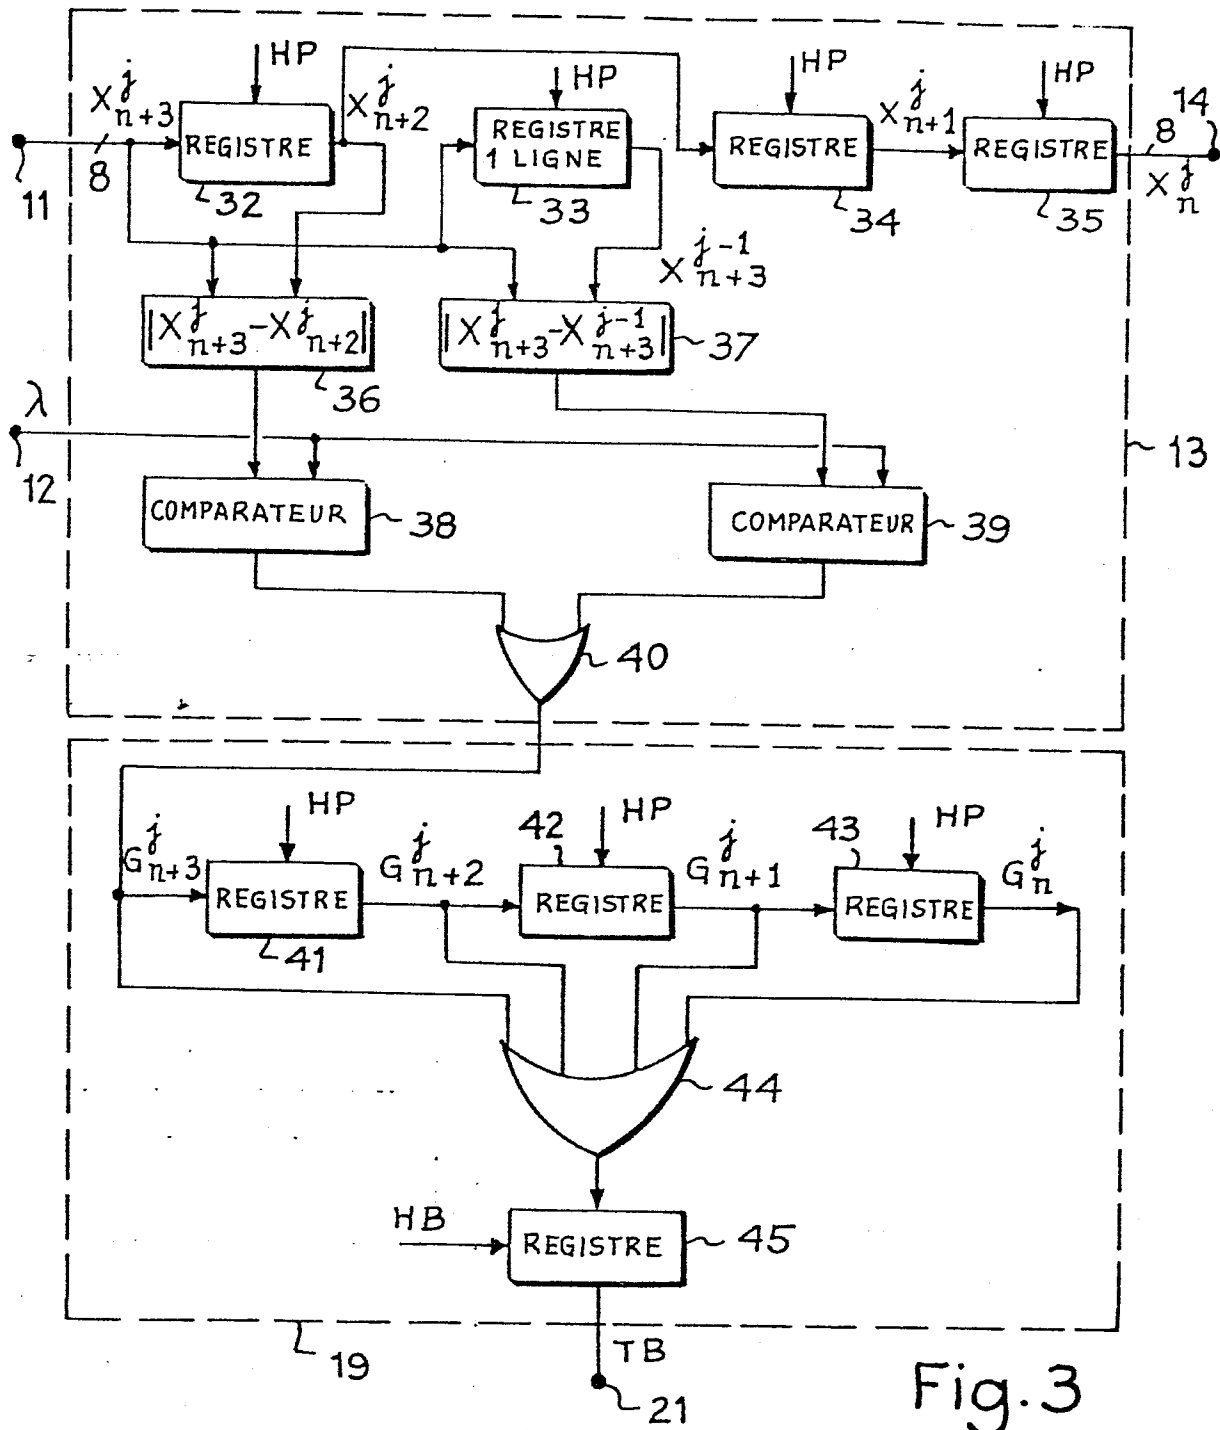 HP
HP
HP
HP
X^j_{n+3}
X^j_{n+2}
X^j_{n+1}
8
14
REGISTRE
REGISTRE
1 LIGNE
REGISTRE
REGISTRE
8
11
32
33
34
35
X^j_n
X^{j-1}_{n+3}
|X^j_{n+3}-X^j_{n+2}|
|X^j_{n+3}-X^{j-1}_{n+3}|
37
36
λ
12
13
COMPARATEUR
38
COMPARATEUR
39
40
HP
HP
HP
42
43
G^j_{n+3}
G^j_{n+2}
G^j_{n+1}
G^j_n
REGISTRE
REGISTRE
REGISTRE
41
44
HB
REGISTRE
45
19
TB
21
Fig.3